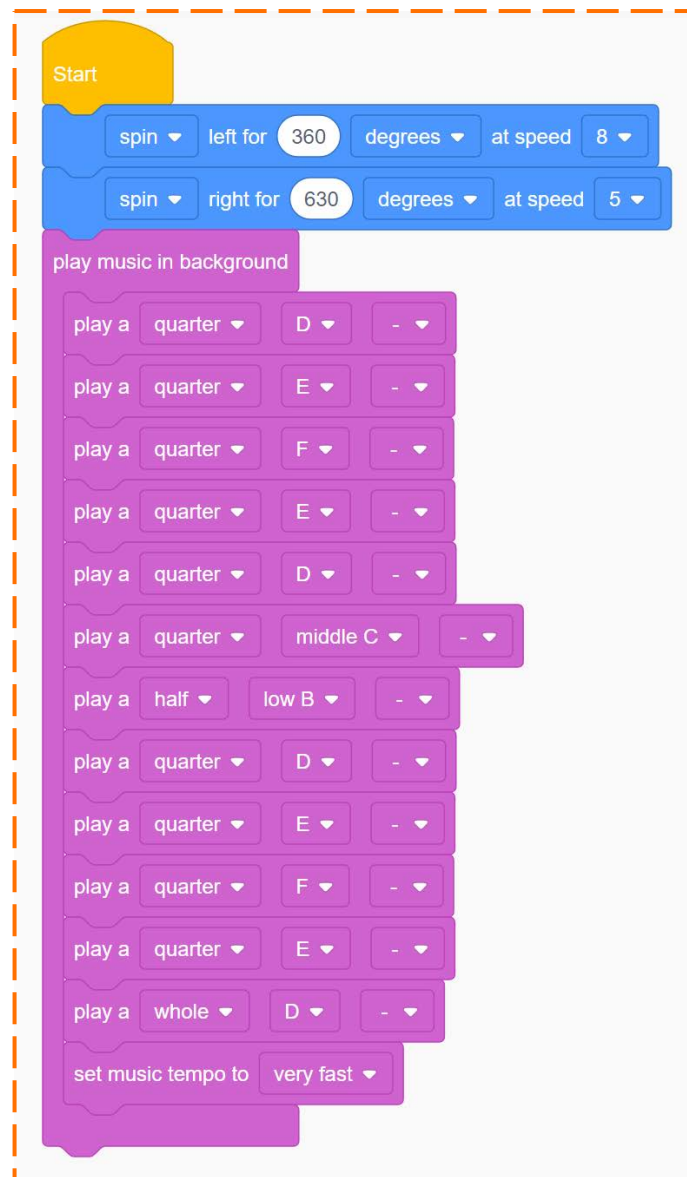 Start
spin left for 360 degrees at speed 8
spin right for 630 degrees at speed 5
play music in background
play a quarter D -
play a quarter E -
play a quarter F -
play a quarter E -
play a quarter D -
play a quarter middle C -
play a half low B -
play a quarter D -
play a quarter E -
play a quarter F -
play a quarter E -
play a whole D -
set music tempo to very fast